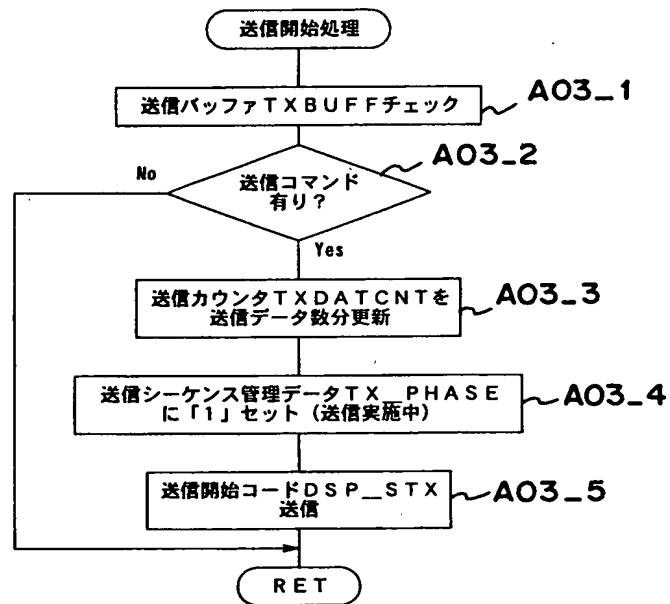 送信開始処理
送信バッファＴＸＢＵＦＦチェック
A03_1
A03_2
No
送信コマンド
有り？
Yes
送信カウンタＴＸＤＡＴＣＮＴを
送信データ数分更新
A03_3
送信シーケンス管理データＴＸ＿ＰＨＡＳＥ
に「１」セット（送信実施中）
A03_4
送信開始コードＤＳＰ＿ＳＴＸ
送信
A03_5
ＲＥＴ